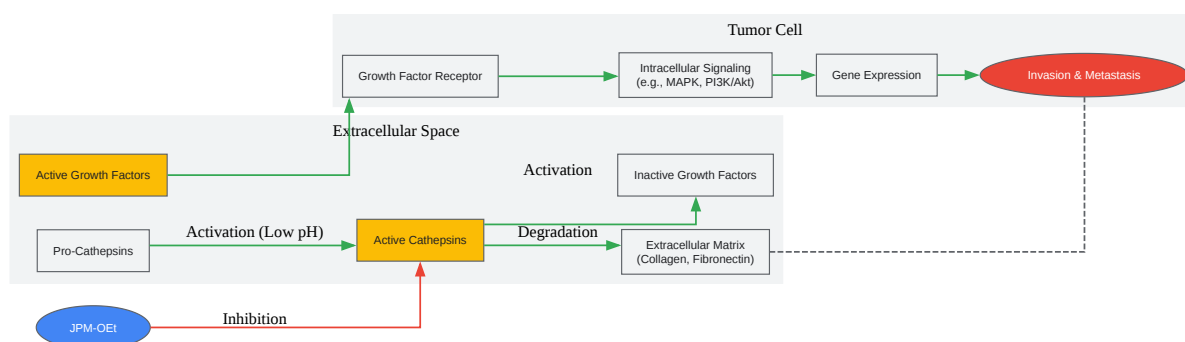 Tumor Cell
Growth Factor Receptor
Intracellular Signaling
(e.g., MAPK, PI3K/Akt)
Gene Expression
Invasion & Metastasis
Extracellular Space
Active Growth Factors
Activation
Inactive Growth Factors
Pro-Cathepsins
Activation (Low pH)
Active Cathepsins
Degradation
Extracellular Matrix
(Collagen, Fibronectin)
JPM-OEt
Inhibition